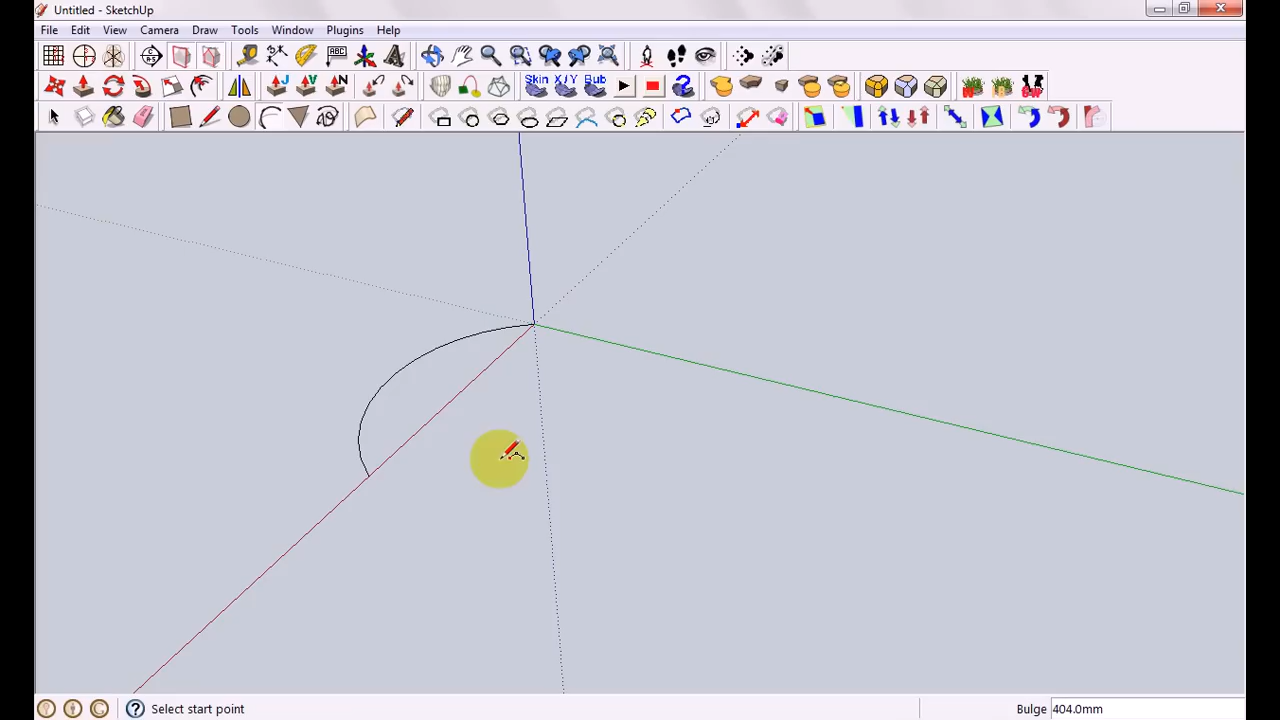 Untitled - SketchUp
File Edit View Camera Draw Tools Window Plugins Help
ABC A
J V N Skin X/Y Bub
Select start point Bulge 404.0mm